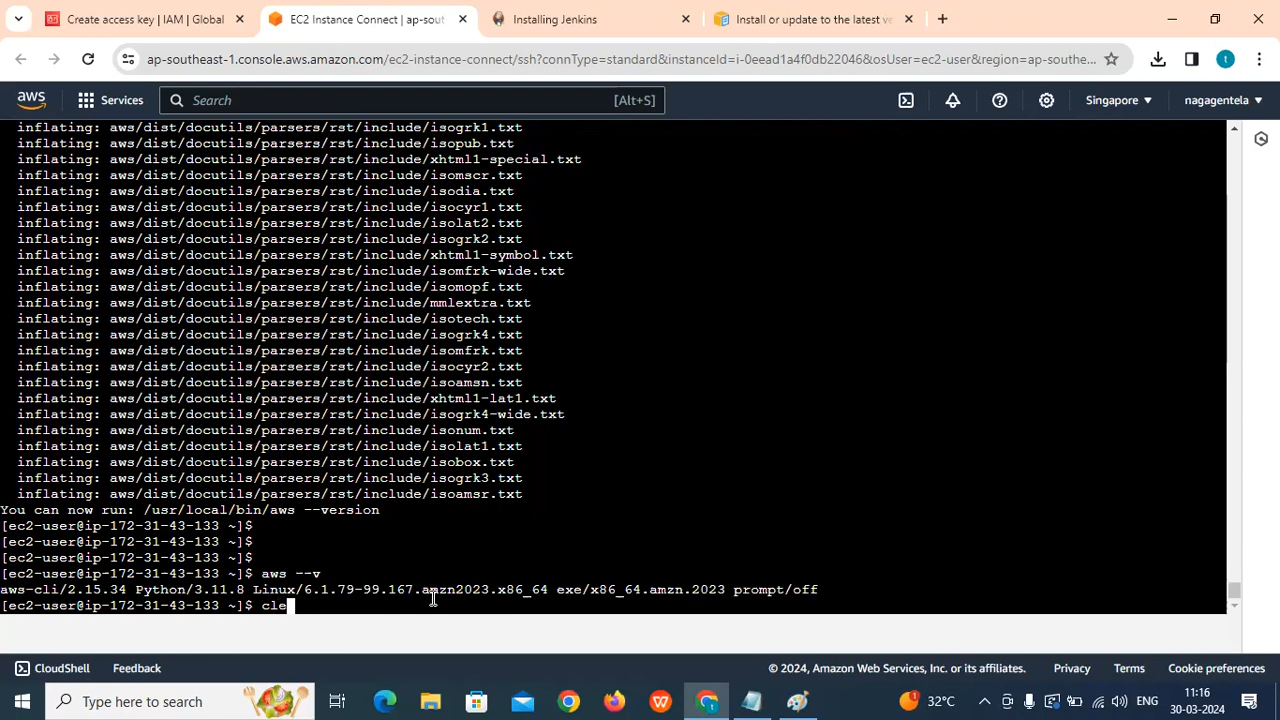 Create access key | IAM | Global
EC2 Instance Connect | ap-sout
Installing Jenkins
Install or update to the latest ve
ap-southeast-1.console.aws.amazon.com/ec2-instance-connect/ssh?connType=standard&instanceId=i-0eead1a4f0db22046&osUser=ec2-user&region=ap-southe...
t
aws
Services
Search
[Alt+S]
Singapore
nagagentela
inflating: aws/dist/docutils/parsers/rst/include/isogrk1.txt
inflating: aws/dist/docutils/parsers/rst/include/isopub.txt
inflating: aws/dist/docutils/parsers/rst/include/xhtml1-special.txt
inflating: aws/dist/docutils/parsers/rst/include/isomscr.txt
inflating: aws/dist/docutils/parsers/rst/include/isodia.txt
inflating: aws/dist/docutils/parsers/rst/include/isocyr1.txt
inflating: aws/dist/docutils/parsers/rst/include/isolat2.txt
inflating: aws/dist/docutils/parsers/rst/include/isogrk2.txt
inflating: aws/dist/docutils/parsers/rst/include/xhtml1-symbol.txt
inflating: aws/dist/docutils/parsers/rst/include/isomfrk-wide.txt
inflating: aws/dist/docutils/parsers/rst/include/isomopf.txt
inflating: aws/dist/docutils/parsers/rst/include/mmlextra.txt
inflating: aws/dist/docutils/parsers/rst/include/isotech.txt
inflating: aws/dist/docutils/parsers/rst/include/isogrk4.txt
inflating: aws/dist/docutils/parsers/rst/include/isomfrk.txt
inflating: aws/dist/docutils/parsers/rst/include/isocyr2.txt
inflating: aws/dist/docutils/parsers/rst/include/isoamsn.txt
inflating: aws/dist/docutils/parsers/rst/include/xhtml1-lat1.txt
inflating: aws/dist/docutils/parsers/rst/include/isogrk4-wide.txt
inflating: aws/dist/docutils/parsers/rst/include/isonum.txt
inflating: aws/dist/docutils/parsers/rst/include/isolat1.txt
inflating: aws/dist/docutils/parsers/rst/include/isobox.txt
inflating: aws/dist/docutils/parsers/rst/include/isogrk3.txt
inflating: aws/dist/docutils/parsers/rst/include/isoamsr.txt
You can now run: /usr/local/bin/aws --version
[ec2-user@ip-172-31-43-133 ~]$
[ec2-user@ip-172-31-43-133 ~]$
[ec2-user@ip-172-31-43-133 ~]$
[ec2-user@ip-172-31-43-133 ~]$ aws --v
aws-cli/2.15.34 Python/3.11.8 Linux/6.1.79-99.167.amzn2023.x86_64 exe/x86_64.amzn.2023 prompt/off
[ec2-user@ip-172-31-43-133 ~]$ cle
CloudShell
Feedback
© 2024, Amazon Web Services, Inc. or its affiliates.
Privacy
Terms
Cookie preferences
Type here to search
32°C
ENG
11:16
30-03-2024